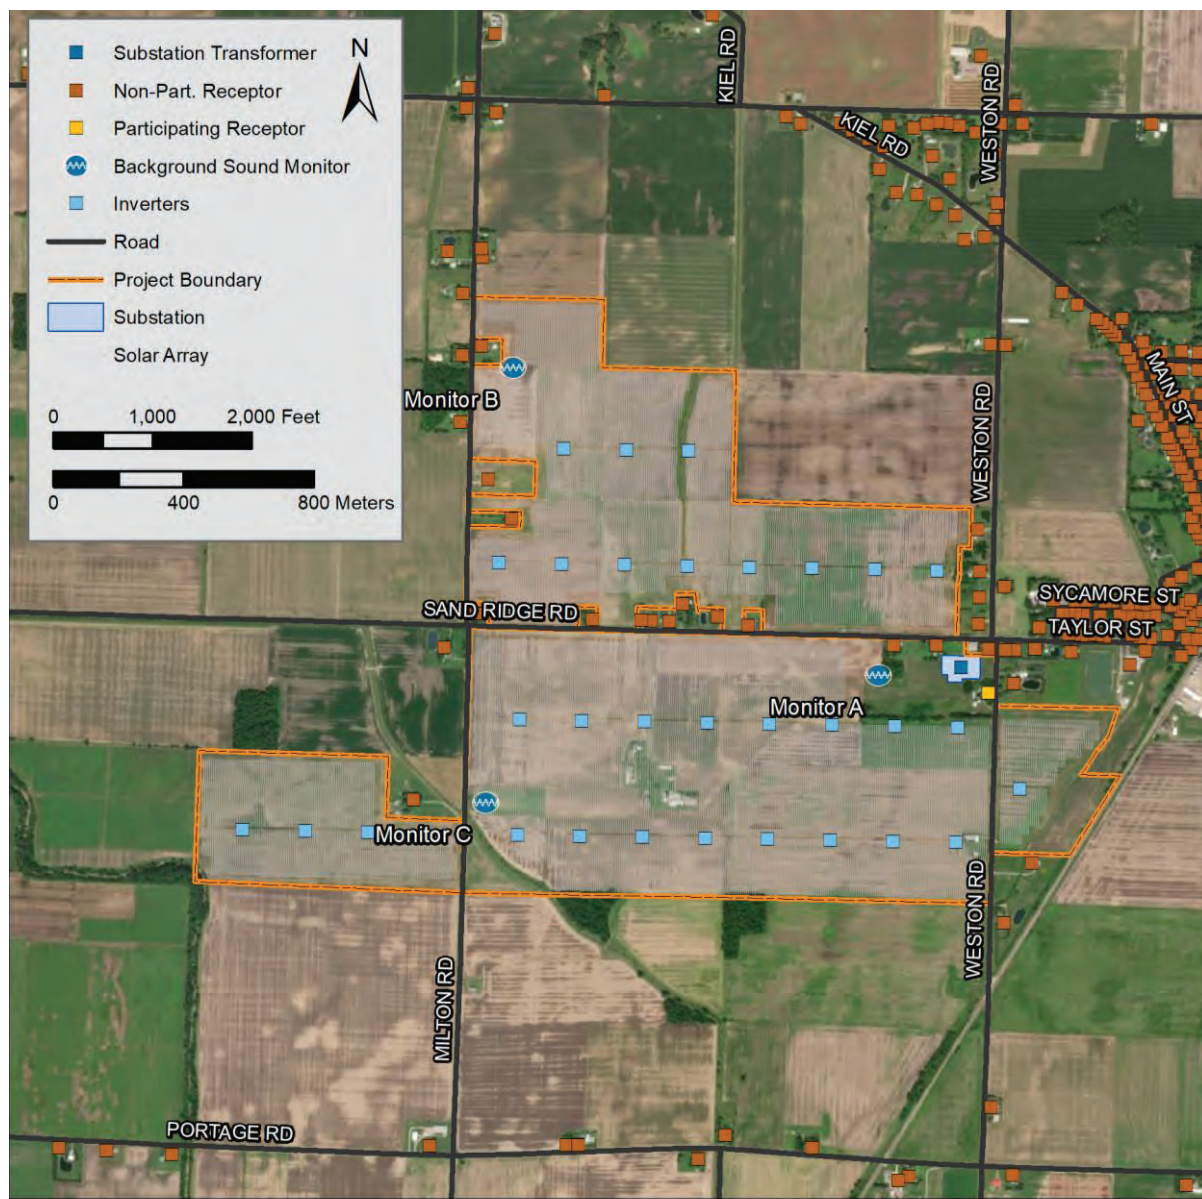 Substation Transformer
N
Non-Part. Receptor
Participating Receptor
Background Sound Monitor
Inverters
Road
Project Boundary
Substation
Solar Array
0 1,000 2,000 Feet
0 400 800 Meters
KIEL RD
WESTON RD
KIEL RD
MAIN ST
Monitor B
WESTON RD
SYCAMORE ST
SAND RIDGE RD
TAYLOR ST
Monitor A
Monitor C
WESTON RD
MILTON RD
PORTAGE RD